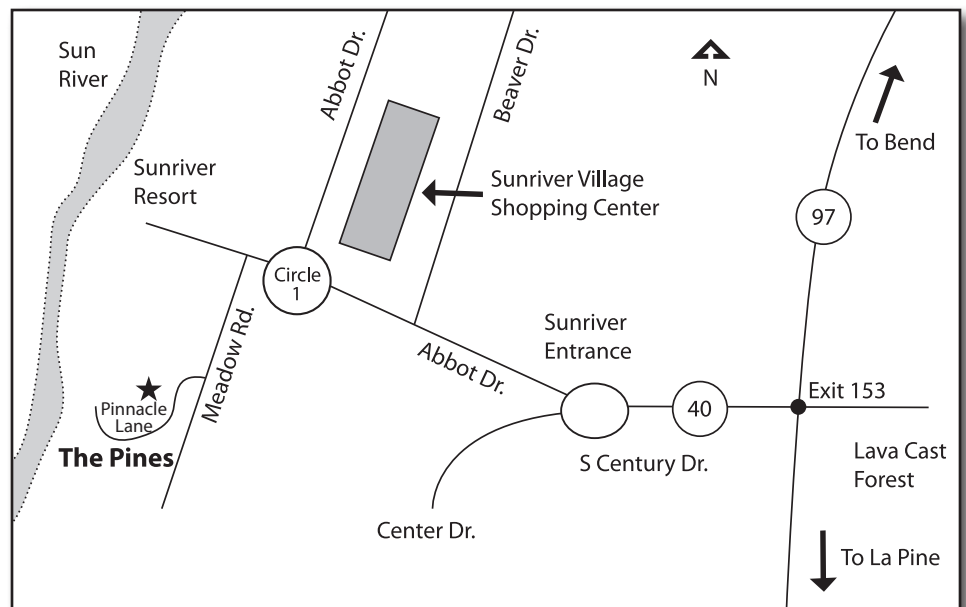 Sun
River
Abbot Dr.
Beaver Dr.
N
To Bend
Sunriver
Resort
Sunriver Village
Shopping Center
97
Circle
1
Meadow Rd.
Sunriver
Entrance
Abbot Dr.
Exit 153
40
Pinnacle
Lane
The Pines
S Century Dr.
Lava Cast
Forest
Center Dr.
To La Pine